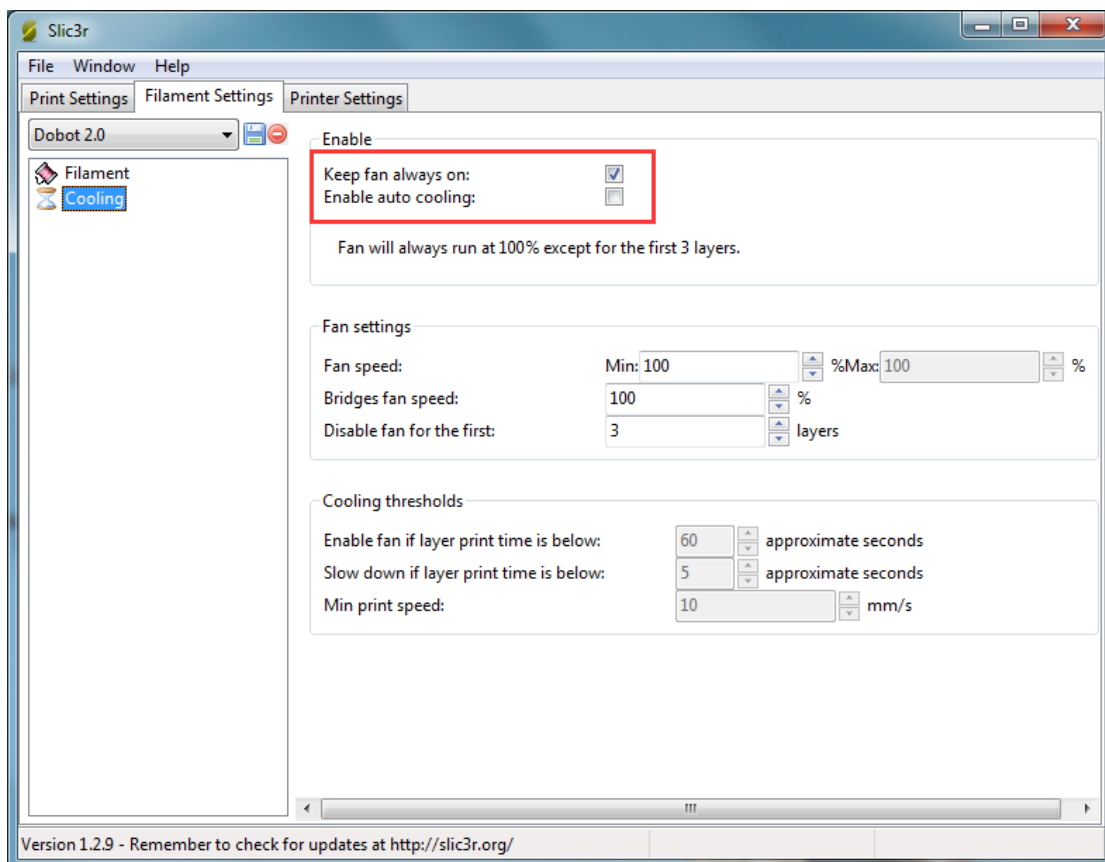 Slic3r
File Window Help
Print Settings Filament Settings Printer Settings
Dobot 2.0
Filament
Cooling
Enable
Keep fan always on:
Enable auto cooling:
Fan will always run at 100% except for the first 3 layers.
Fan settings
Fan speed: Min: 100 %Max: 100 %
Bridges fan speed: 100 %
Disable fan for the first: 3 layers
Cooling thresholds
Enable fan if layer print time is below: 60 approximate seconds
Slow down if layer print time is below: 5 approximate seconds
Min print speed: 10 mm/s
Version 1.2.9 - Remember to check for updates at http://slic3r.org/